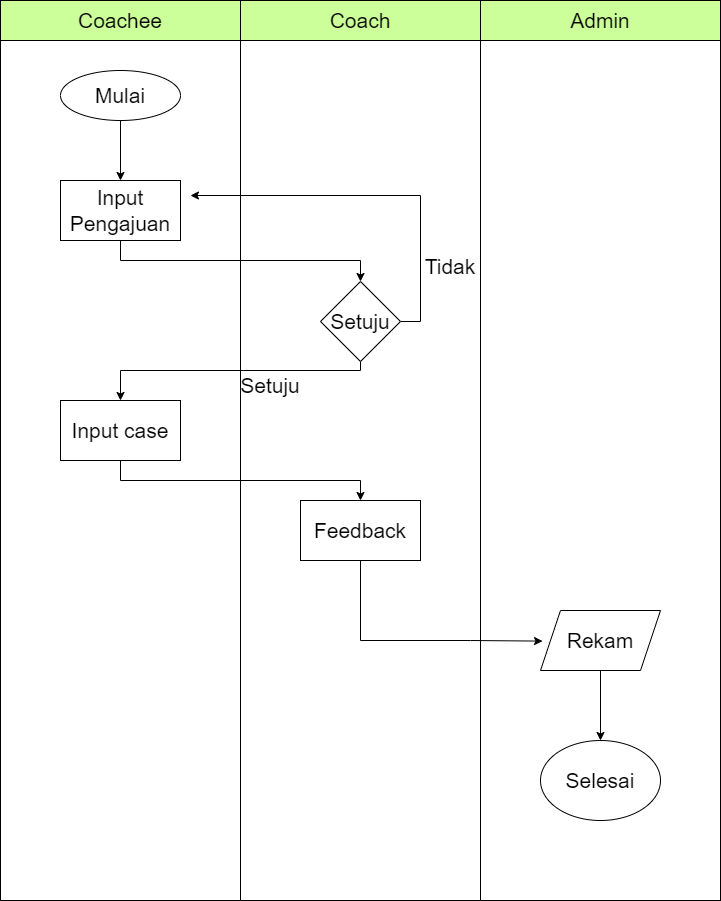 Coachee
Coach
Admin
Mulai
Input
Pengajuan
Tidak
Setuju
Setuju
Input case
Feedback
Rekam
Selesai